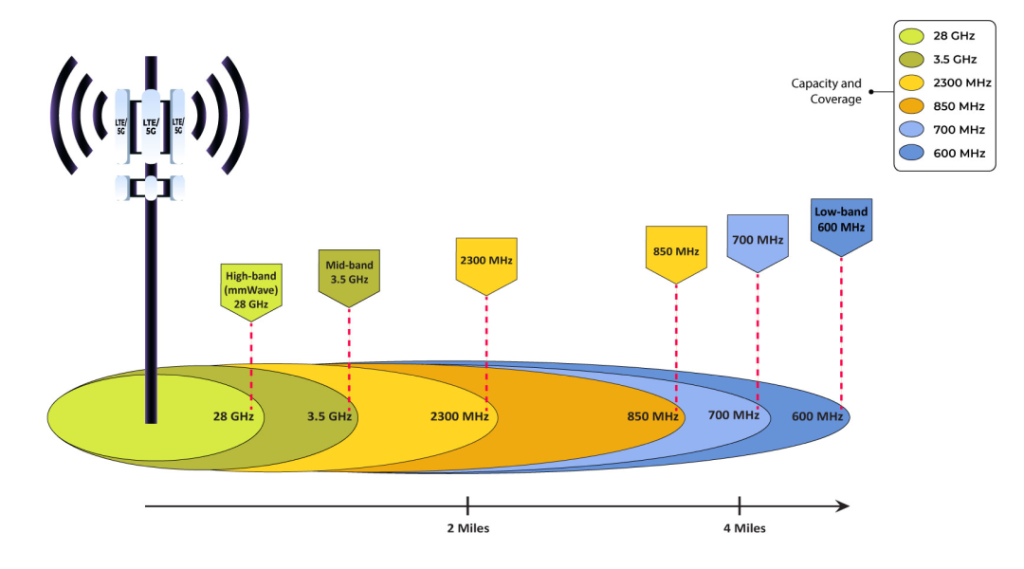 28 GHz
3.5 GHz
2300 MHz
850 MHz
700 MHz
600 MHz
Capacity and
Coverage
LTE/
5G
LTE/
5G
LTE/
5G
High-band
(mmWave)
28 GHz
Mid-band
3.5 GHz
2300 MHz
850 MHz
700 MHz
Low-band
600 MHz
28 GHz
3.5 GHz
2300 MHz
850 MHz
700 MHz
600 MHz
2 Miles
4 Miles